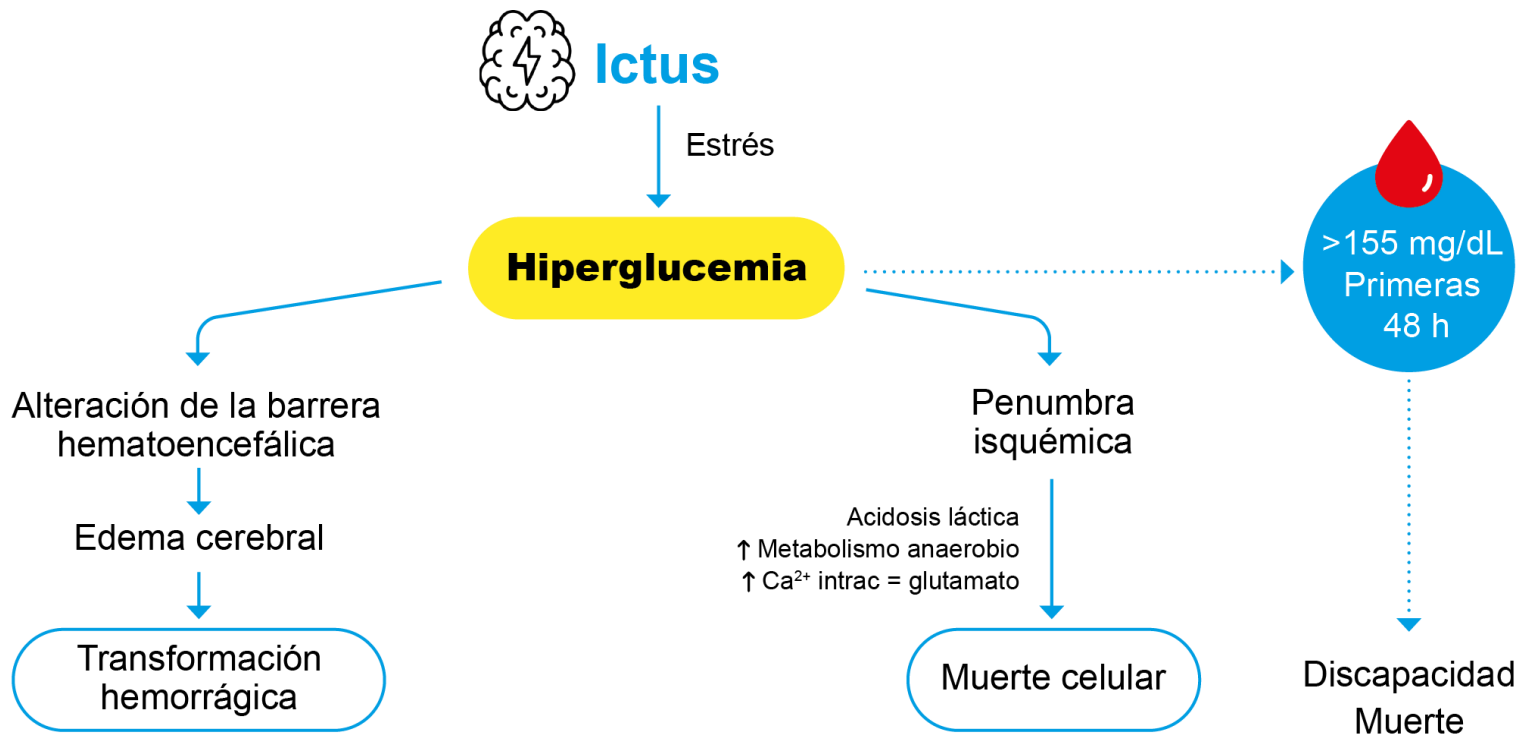 Ictus
Estrés
Hiperglucemia
>155 mg/dL
Primeras
48 h
Alteración de la barrera
hematoencefálica
Edema cerebral
Transformación
hemorrágica
Penumbra
isquémica
Acidosis láctica
↑ Metabolismo anaerobio
↑ Ca²⁺ intrac = glutamato
Muerte celular
Discapacidad
Muerte